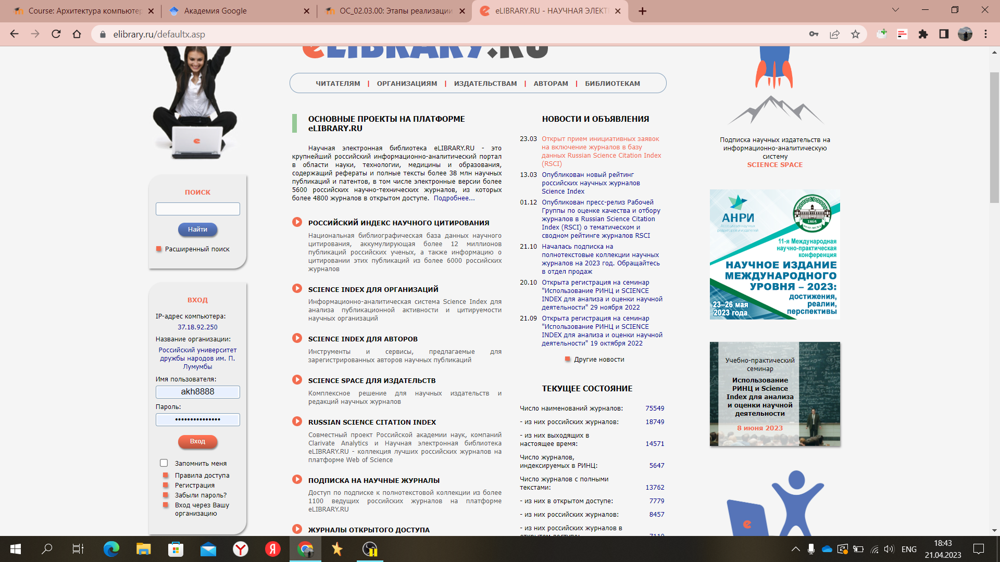 Course: Архитектура компьютер
Академия Google
ОС_02.03.00: Этапы реализации
eLIBRARY.RU - НАУЧНАЯ ЭЛЕКТ
elibrary.ru/defaultx.asp
eLIBRARY.RU
ЧИТАТЕЛЯМ | ОРГАНИЗАЦИЯМ | ИЗДАТЕЛЬСТВАМ | АВТОРАМ | БИБЛИОТЕКАМ
ПОИСК
Найти
Расширенный поиск
ВХОД
IP-адрес компьютера:
37.18.92.250
Название организации:
Российский университет
дружбы народов им. П.
Лумумбы
Имя пользователя:
akh8888
Пароль:
•••••••••••••••
Вход
Запомнить меня
Правила доступа
Регистрация
Забыли пароль?
Вход через Вашу
организацию
ОСНОВНЫЕ ПРОЕКТЫ НА ПЛАТФОРМЕ
eLIBRARY.RU
Научная электронная библиотека eLIBRARY.RU - это
крупнейший российский информационно-аналитический портал
в области науки, технологии, медицины и образования,
содержащий рефераты и полные тексты более 38 млн научных
публикаций и патентов, в том числе электронные версии более
5600 российских научно-технических журналов, из которых
более 4800 журналов в открытом доступе. Подробнее...
РОССИЙСКИЙ ИНДЕКС НАУЧНОГО ЦИТИРОВАНИЯ
Национальная библиографическая база данных научного
цитирования, аккумулирующая более 12 миллионов
публикаций российских ученых, а также информацию о
цитировании этих публикаций из более 6000 российских
журналов
SCIENCE INDEX ДЛЯ ОРГАНИЗАЦИЙ
Информационно-аналитическая система Science Index для
анализа публикационной активности и цитируемости
научных организаций
SCIENCE INDEX ДЛЯ АВТОРОВ
Инструменты и сервисы, предлагаемые для
зарегистрированных авторов научных публикаций
SCIENCE SPACE ДЛЯ ИЗДАТЕЛЬСТВ
Комплексное решение для научных издательств и
редакций научных журналов
RUSSIAN SCIENCE CITATION INDEX
Совместный проект Российской академии наук, компаний
Clarivate Analytics и Научная электронная библиотека
eLIBRARY.RU - коллекция лучших российских журналов на
платформе Web of Science
ПОДПИСКА НА НАУЧНЫЕ ЖУРНАЛЫ
Доступ по подписке к полнотекстовой коллекции из более
1100 ведущих российских журналов на платформе
eLIBRARY.RU
ЖУРНАЛЫ ОТКРЫТОГО ДОСТУПА
НОВОСТИ И ОБЪЯВЛЕНИЯ
23.03 Открыт прием инициативных заявок
на включение журналов в базу
данных Russian Science Citation Index
(RSCI)
13.03 Опубликован новый рейтинг
российских научных журналов
Science Index
01.12 Опубликован пресс-релиз Рабочей
Группы по оценке качества и отбору
журналов в Russian Science Citation
Index (RSCI) о тематическом и
сводном рейтинге журналов RSCI
21.10 Началась подписка на
полнотекстовые коллекции научных
журналов на 2023 год. Обращайтесь
в отдел продаж
20.10 Открыта регистрация на семинар
"Использование РИНЦ и SCIENCE
INDEX для анализа и оценки научной
деятельности" 29 ноября 2022
21.09 Открыта регистрация на семинар
"Использование РИНЦ и SCIENCE
INDEX для анализа и оценки научной
деятельности" 19 октября 2022
Другие новости
ТЕКУЩЕЕ СОСТОЯНИЕ
Число наименований журналов: 75549
- из них российских журналов: 18749
- из них выходящих в
настоящее время: 14571
Число журналов,
индексируемых в РИНЦ: 5647
Число журналов с полными
текстами: 13762
- из них в открытом доступе: 7779
- из них российских журналов: 8457
- из них российских журналов в
открытом доступе: 7110
Подписка научных издательств на
информационно-аналитическую
систему
SCIENCE SPACE
АНРИ
Ассоциация научных
редакторов и издателей
1865
РГАУ-МСХА
11-я Международная
научно-практическая
конференция
НАУЧНОЕ ИЗДАНИЕ
МЕЖДУНАРОДНОГО
УРОВНЯ – 2023:
достижения,
реалии,
перспективы
23–26 мая
2023 года
Учебно-практический
семинар
Использование
РИНЦ и Science
Index для анализа
и оценки научной
деятельности
8 июня 2023
ENG
18:43
21.04.2023